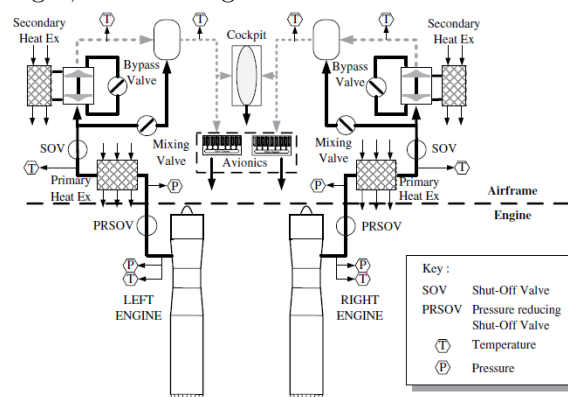 Secondary
Heat Ex
T
T
Cockpit
T
T
Secondary
Heat Ex
Bypass
Valve
Bypass
Valve
SOV
Mixing
Valve
Avionics
Mixing
Valve
SOV
T
T
Primary
Heat Ex
P
P
Primary
Heat Ex
Airframe
Engine
PRSOV
PRSOV
P
T
P
T
LEFT
ENGINE
RIGHT
ENGINE
Key :
SOV Shut-Off Valve
PRSOV Pressure reducing
Shut-Off Valve
T Temperature
P Pressure